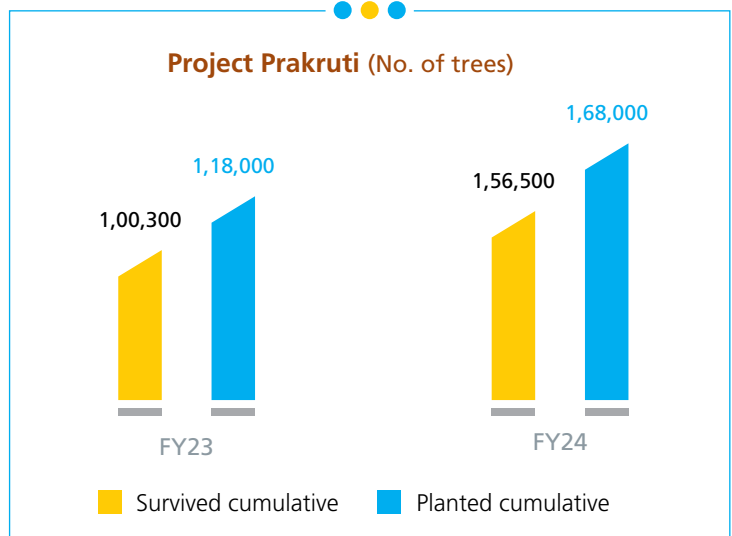 Project Prakruti (No. of trees)
1,68,000
1,18,000
1,56,500
1,00,300
FY23
FY24
Survived cumulative
Planted cumulative